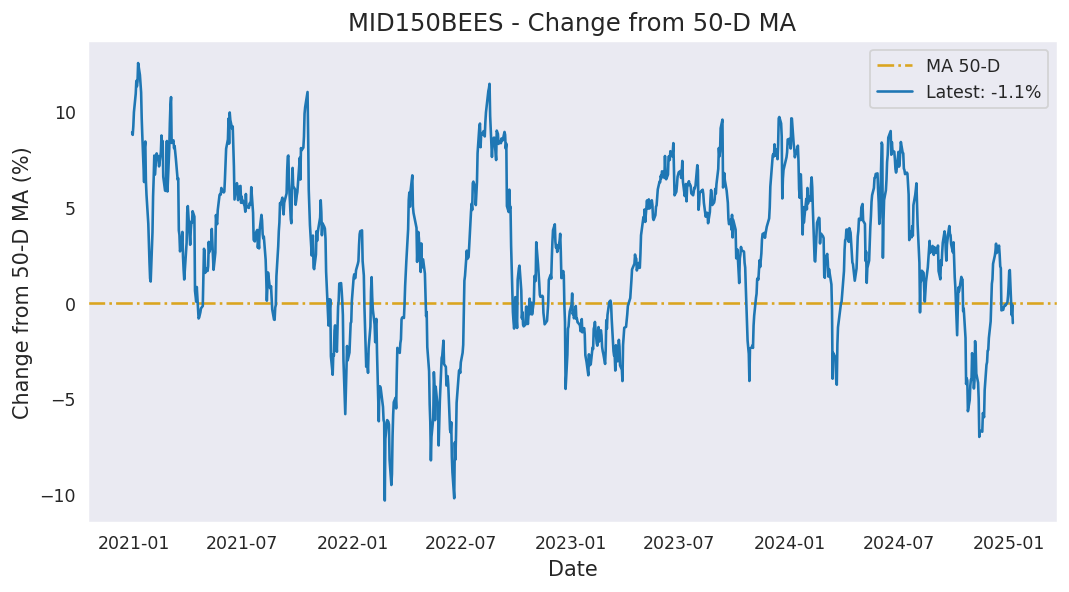 MID150BEES - Change from 50-D MA
MA 50-D
Latest: -1.1%
Change from 50-D MA (%)
10
5
0
−5
−10
2021-01 2021-07 2022-01 2022-07 2023-01 2023-07 2024-01 2024-07 2025-01
Date